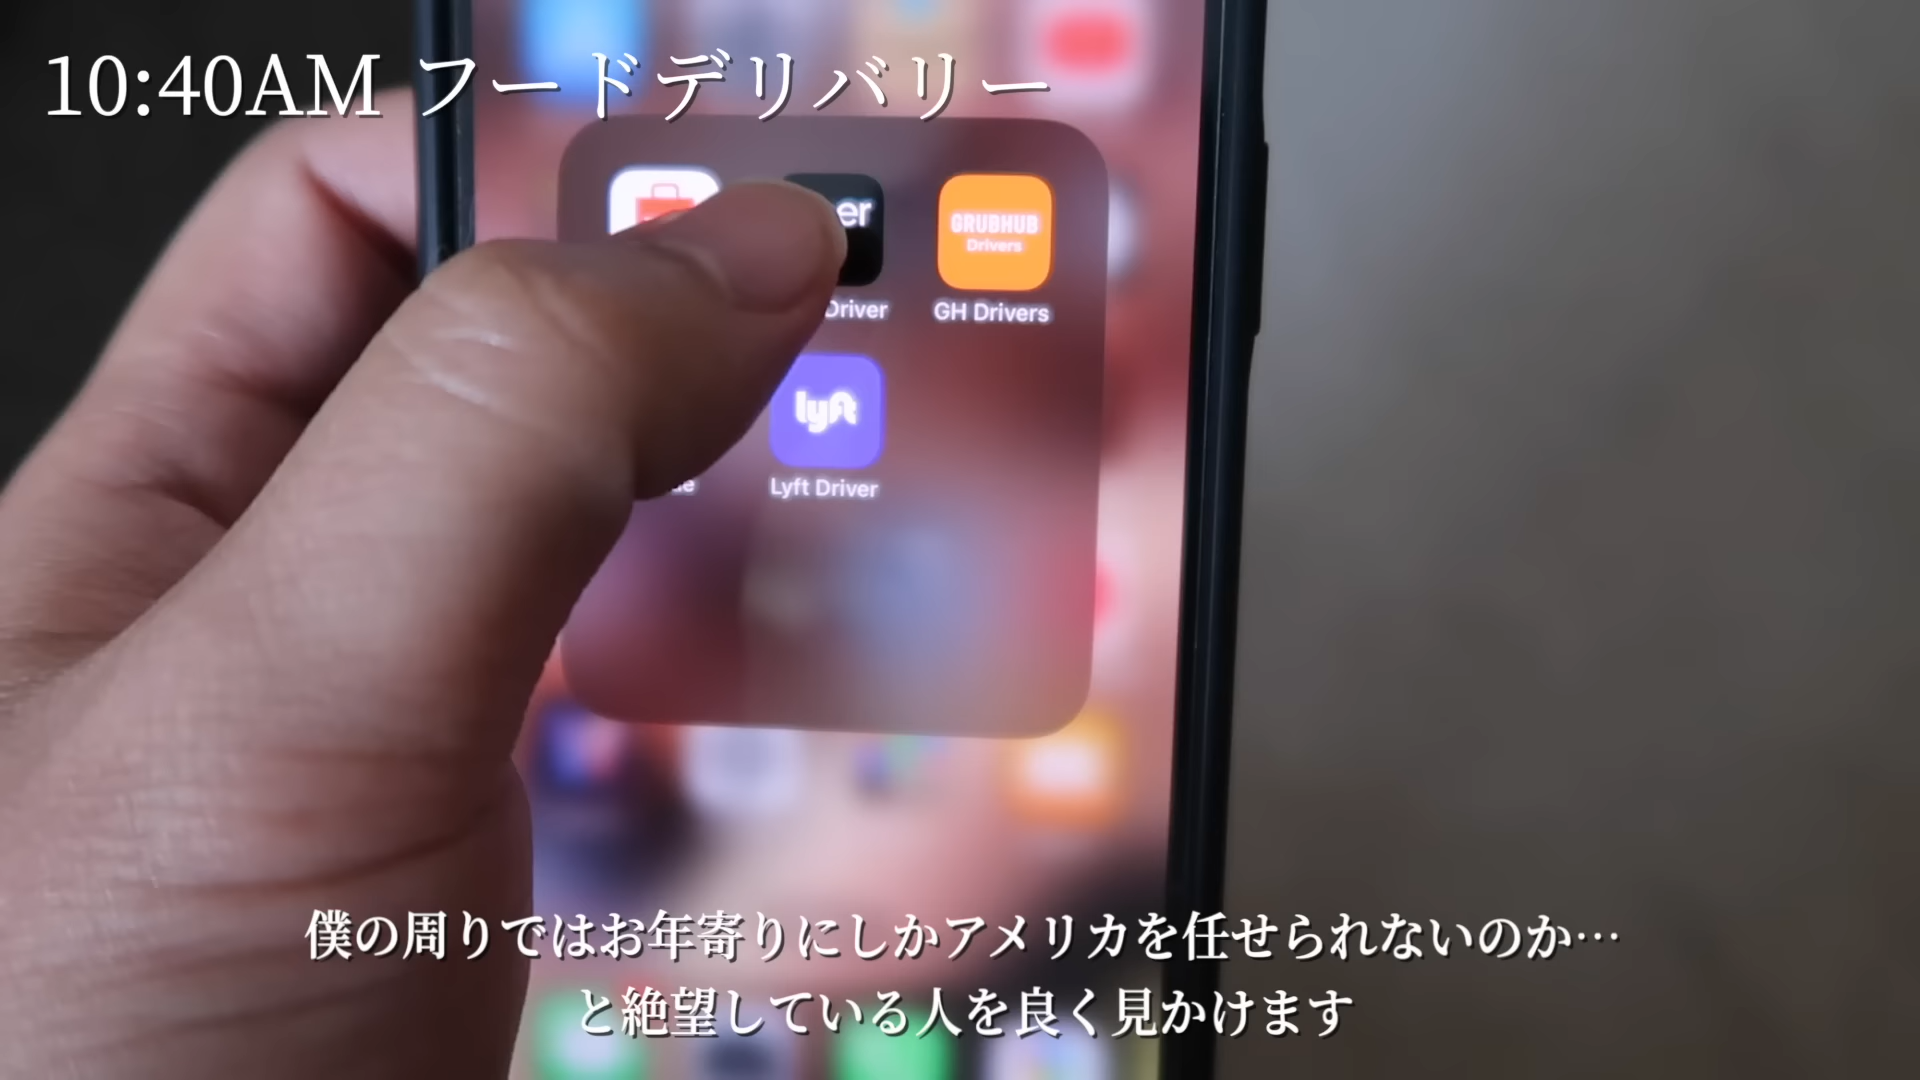 10:40AM フードデリバリー
er
GRUBHUB
Drivers
Driver
GH Drivers
lyft
Lyft Driver
僕の周りではお年寄りにしかアメリカを任せられないのか…
と絶望している人を良く見かけます